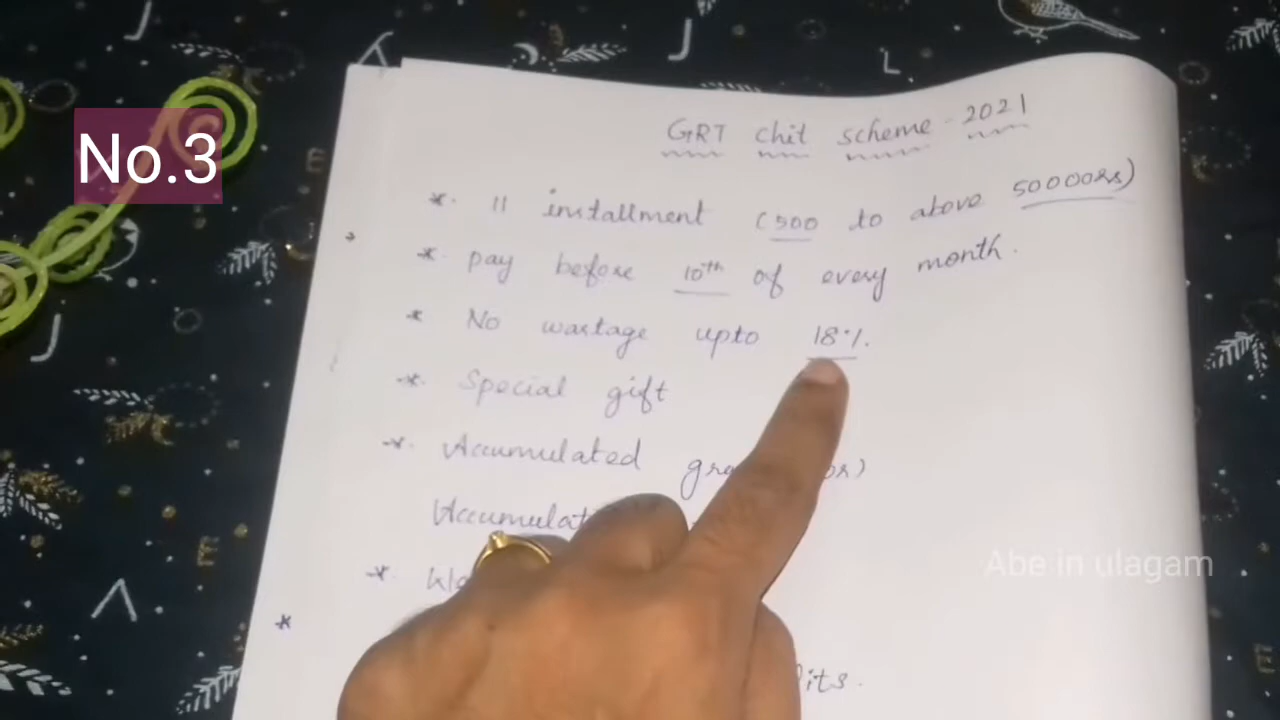 No.3
GRT chit scheme - 2021
*. 11 installment (500 to above 50000Rs)
*. pay before 10th of every month.
* No wastage upto 18%.
*. Special gift
*. Accumulated
*.
*
Abe in ulagam